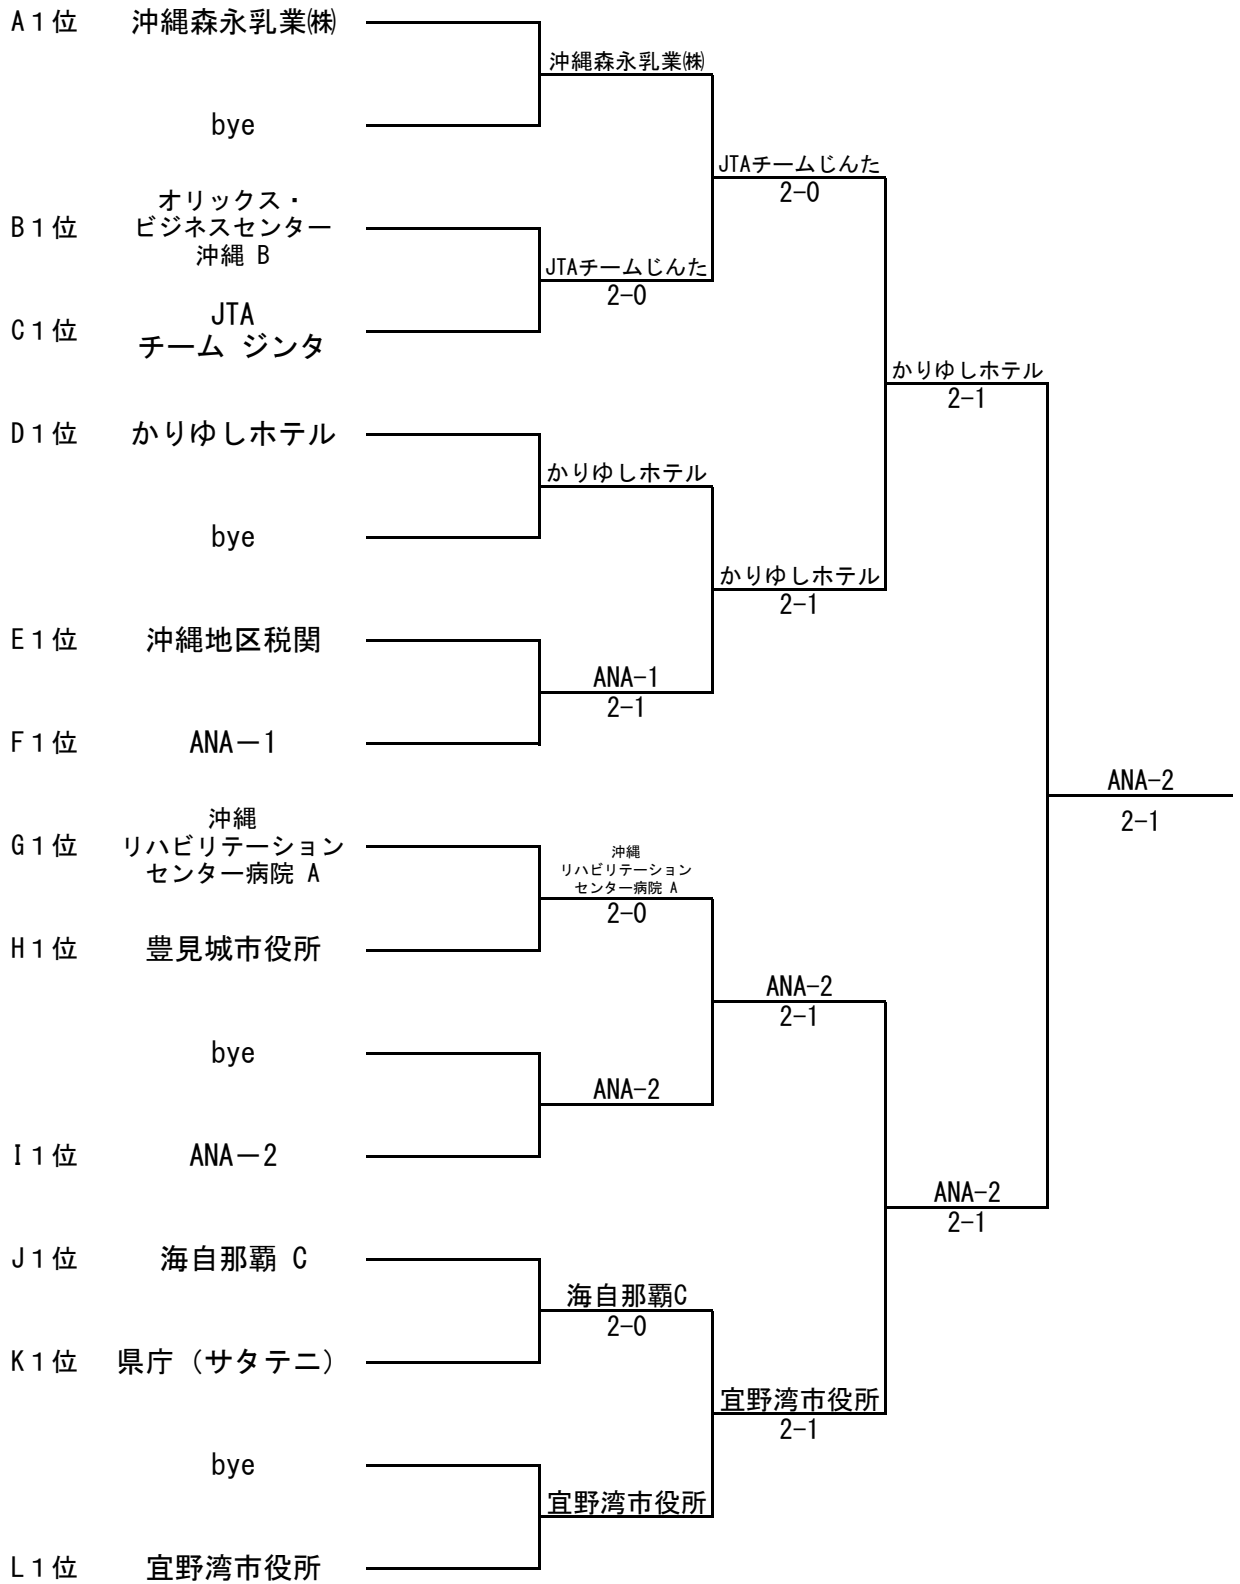 A1位 沖縄森永乳業㈱
沖縄森永乳業㈱
bye
JTAチームじんた
2-0
B1位
オリックス・
ビジネスセンター
沖縄 B
JTAチームじんた
2-0
C1位
JTA
チーム ジンタ
かりゆしホテル
2-1
D1位 かりゆしホテル
かりゆしホテル
bye
かりゆしホテル
2-1
E1位 沖縄地区税関
ANA-1
2-1
F1位 ANA－1
ANA-2
2-1
G1位
沖縄
リハビリテーション
センター病院 A
沖縄
リハビリテーション
センター病院 A
2-0
H1位 豊見城市役所
ANA-2
2-1
bye
ANA-2
I1位 ANA－2
ANA-2
2-1
J1位 海自那覇 C
海自那覇C
2-0
K1位 県庁（サタテニ）
宜野湾市役所
2-1
bye
宜野湾市役所
L1位 宜野湾市役所